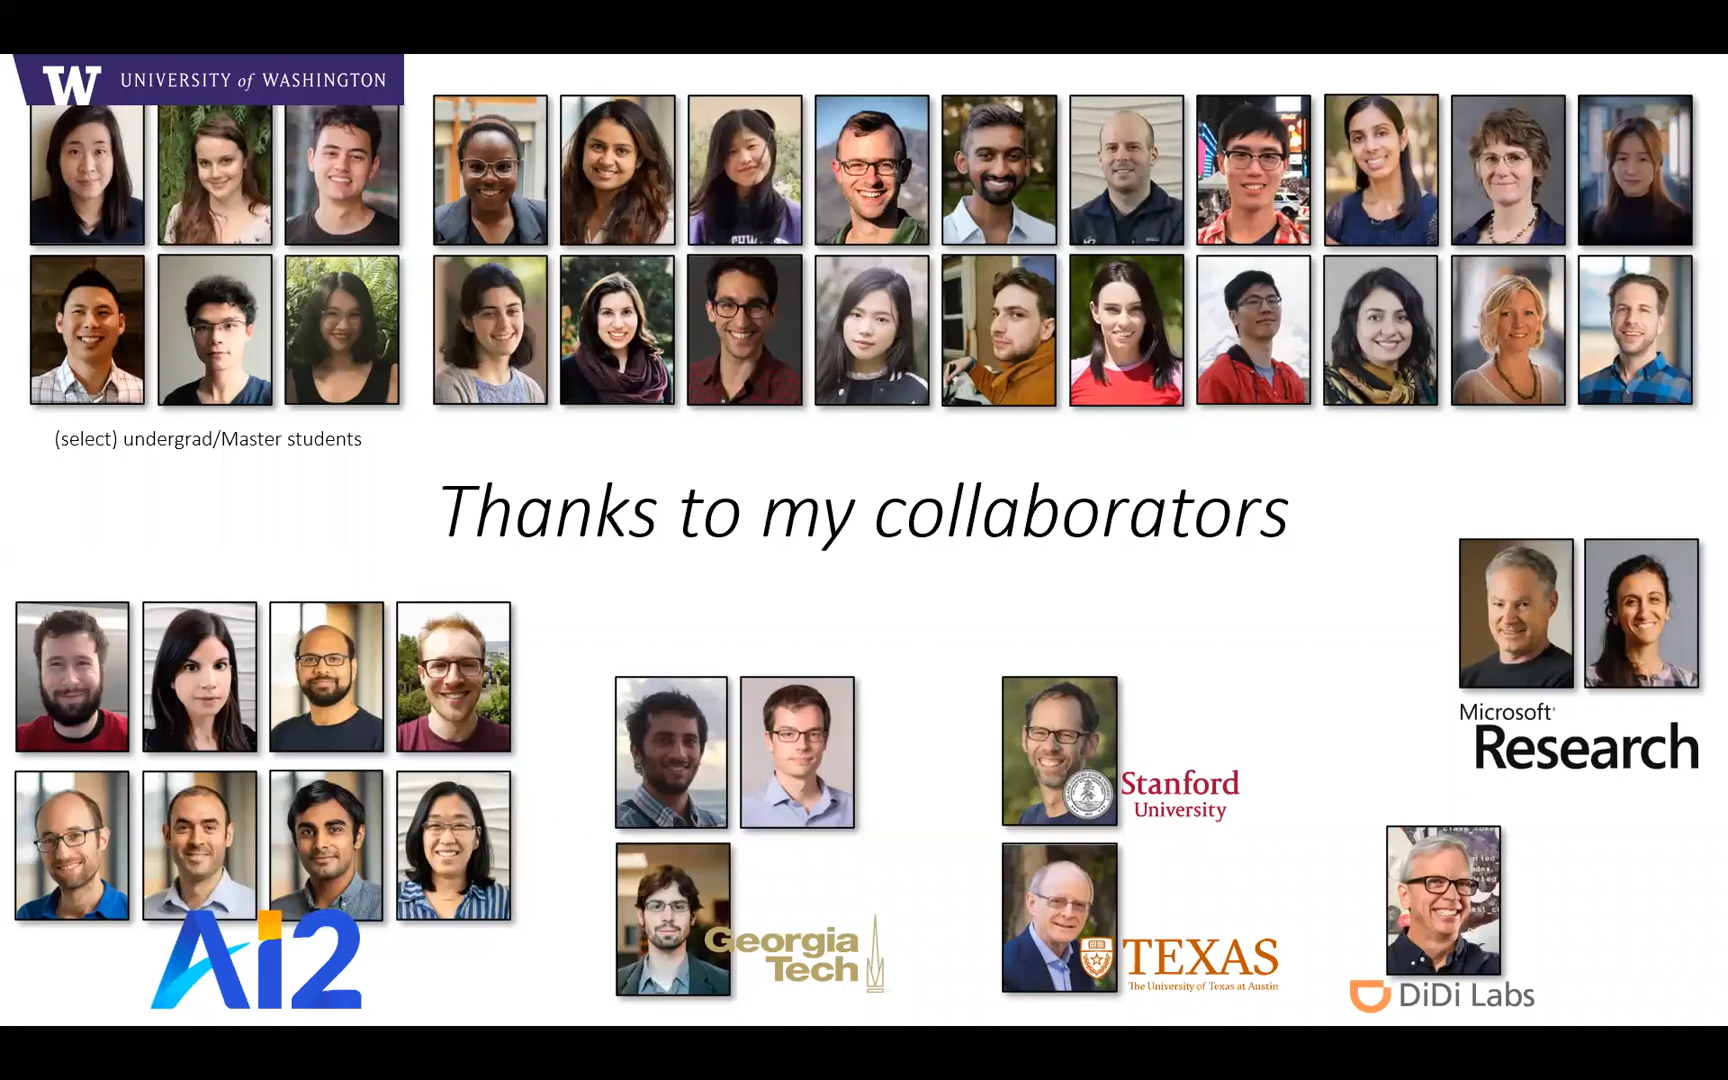 W UNIVERSITY of WASHINGTON
(select) undergrad/Master students
Thanks to my collaborators
Microsoft
Research
Stanford
University
Ai2
Georgia
Tech
TEXAS
The University of Texas at Austin
DiDi Labs